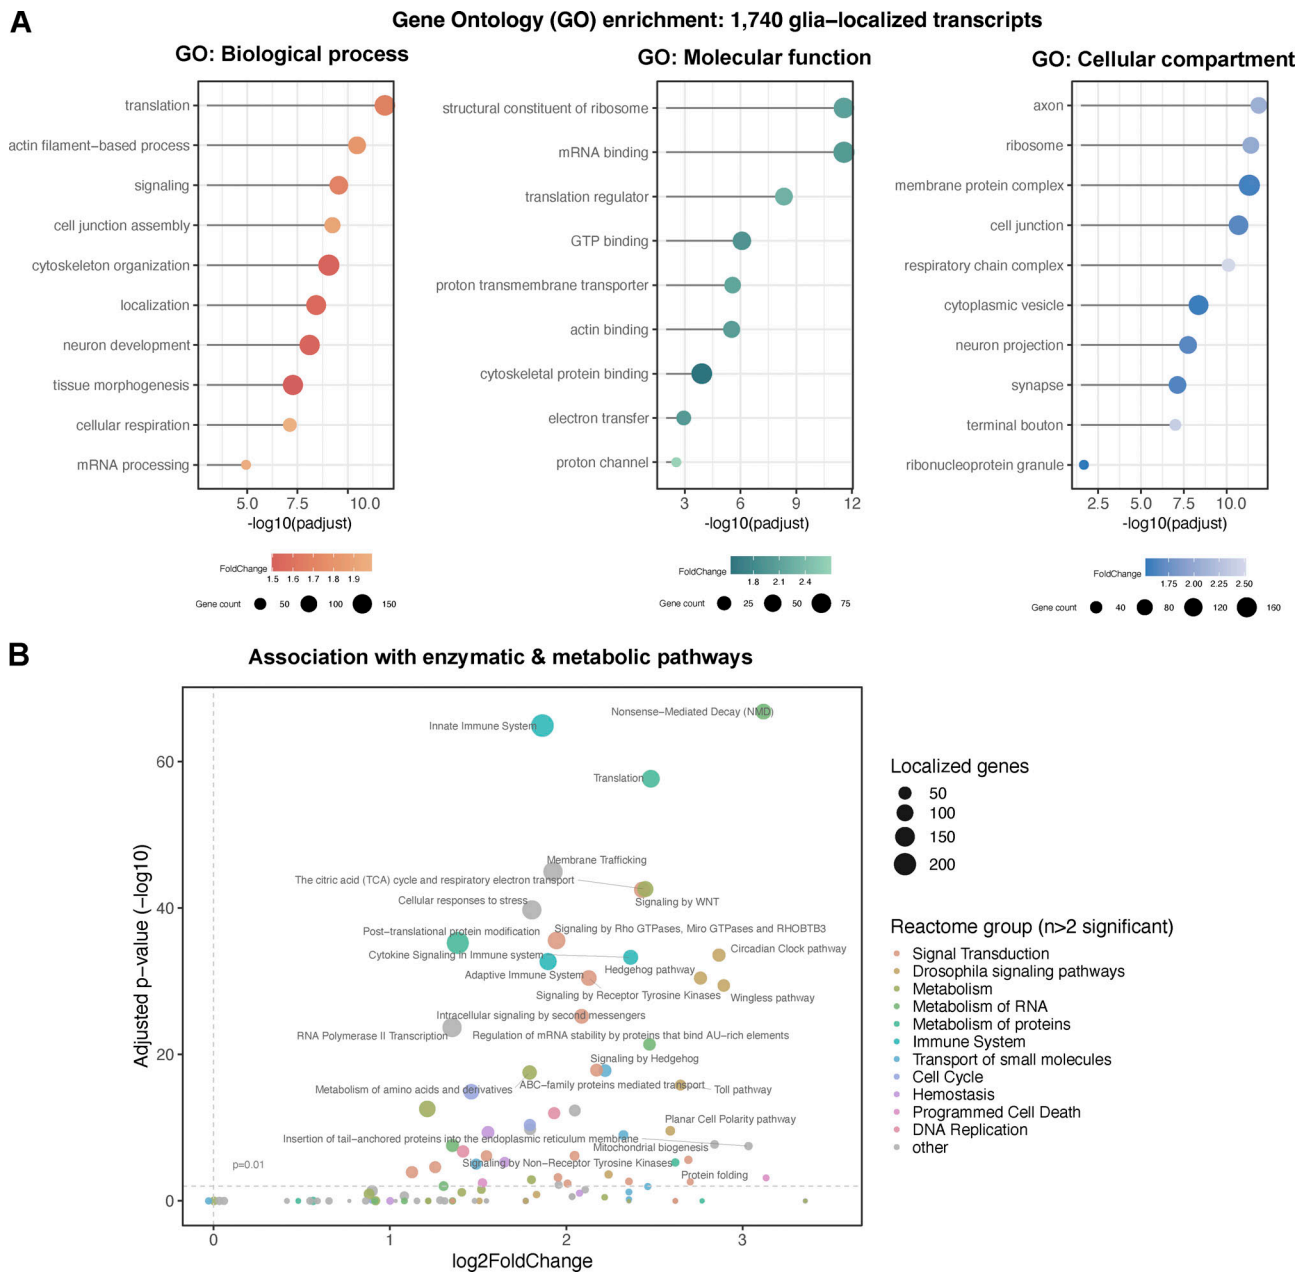 A
Gene Ontology (GO) enrichment: 1,740 glia−localized transcripts
GO: Biological process
translation
actin filament−based process
signaling
cell junction assembly
cytoskeleton organization
localization
neuron development
tissue morphogenesis
cellular respiration
mRNA processing
5.0 7.5 10.0
-log10(padjust)
FoldChange
1.5 1.6 1.7 1.8 1.9
Gene count 50 100 150
GO: Molecular function
structural constituent of ribosome
mRNA binding
translation regulator
GTP binding
proton transmembrane transporter
actin binding
cytoskeletal protein binding
electron transfer
proton channel
3 6 9 12
-log10(padjust)
FoldChange
1.8 2.1 2.4
Gene count 25 50 75
GO: Cellular compartment
axon
ribosome
membrane protein complex
cell junction
respiratory chain complex
cytoplasmic vesicle
neuron projection
synapse
terminal bouton
ribonucleoprotein granule
2.5 5.0 7.5 10.0
-log10(padjust)
FoldChange
1.75 2.00 2.25 2.50
Gene count 40 80 120 160
B
Association with enzymatic & metabolic pathways
Adjusted p−value (−log10)
60
40
20
0
Nonsense−Mediated Decay (NMD)
Innate Immune System
Translation
Membrane Trafficking
The citric acid (TCA) cycle and respiratory electron transport
Signaling by WNT
Cellular responses to stress
Post−translational protein modification
Signaling by Rho GTPases, Miro GTPases and RHOBTB3
Circadian Clock pathway
Cytokine Signaling in Immune system
Hedgehog pathway
Adaptive Immune System
Signaling by Receptor Tyrosine Kinases
Wingless pathway
Intracellular signaling by second messengers
RNA Polymerase II Transcription
Regulation of mRNA stability by proteins that bind AU−rich elements
Signaling by Hedgehog
Metabolism of amino acids and derivatives
ABC−family proteins mediated transport
Toll pathway
Planar Cell Polarity pathway
Insertion of tail−anchored proteins into the endoplasmic reticulum membrane
Mitochondrial biogenesis
Signaling by Non−Receptor Tyrosine Kinases
Protein folding
p=0.01
0 1 2 3
log2FoldChange
Localized genes
50
100
150
200
Reactome group (n>2 significant)
Signal Transduction
Drosophila signaling pathways
Metabolism
Metabolism of RNA
Metabolism of proteins
Immune System
Transport of small molecules
Cell Cycle
Hemostasis
Programmed Cell Death
DNA Replication
other